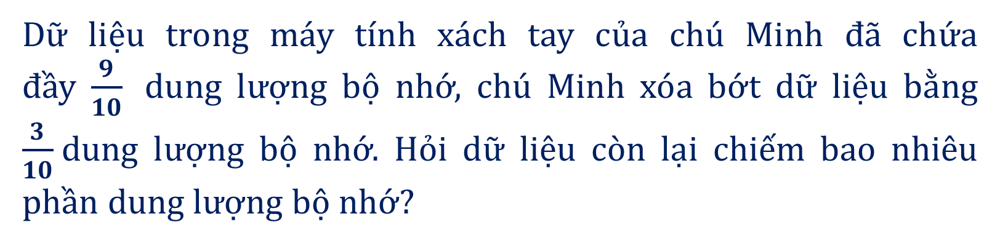 Dữ liệu trong máy tính xách tay của chú Minh đã chứa
đầy 9/10 dung lượng bộ nhớ, chú Minh xóa bớt dữ liệu bằng
3/10 dung lượng bộ nhớ. Hỏi dữ liệu còn lại chiếm bao nhiêu
phần dung lượng bộ nhớ?